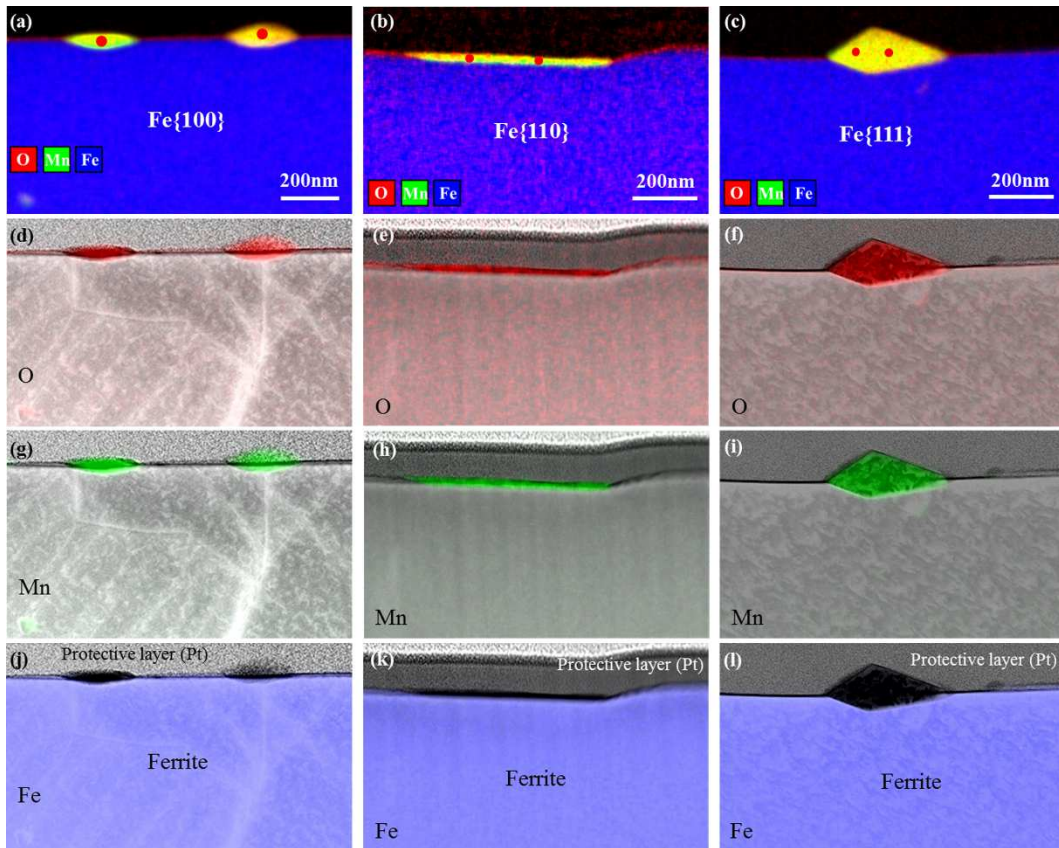 (a)
Fe{100}
O Mn Fe
200nm
(b)
Fe{110}
O Mn Fe
200nm
(c)
Fe{111}
O Mn Fe
200nm
(d)
O
(e)
O
(f)
O
(g)
Mn
(h)
Mn
(i)
Mn
(j)
Protective layer (Pt)
Ferrite
Fe
(k)
Protective layer (Pt)
Ferrite
Fe
(l)
Protective layer (Pt)
Ferrite
Fe